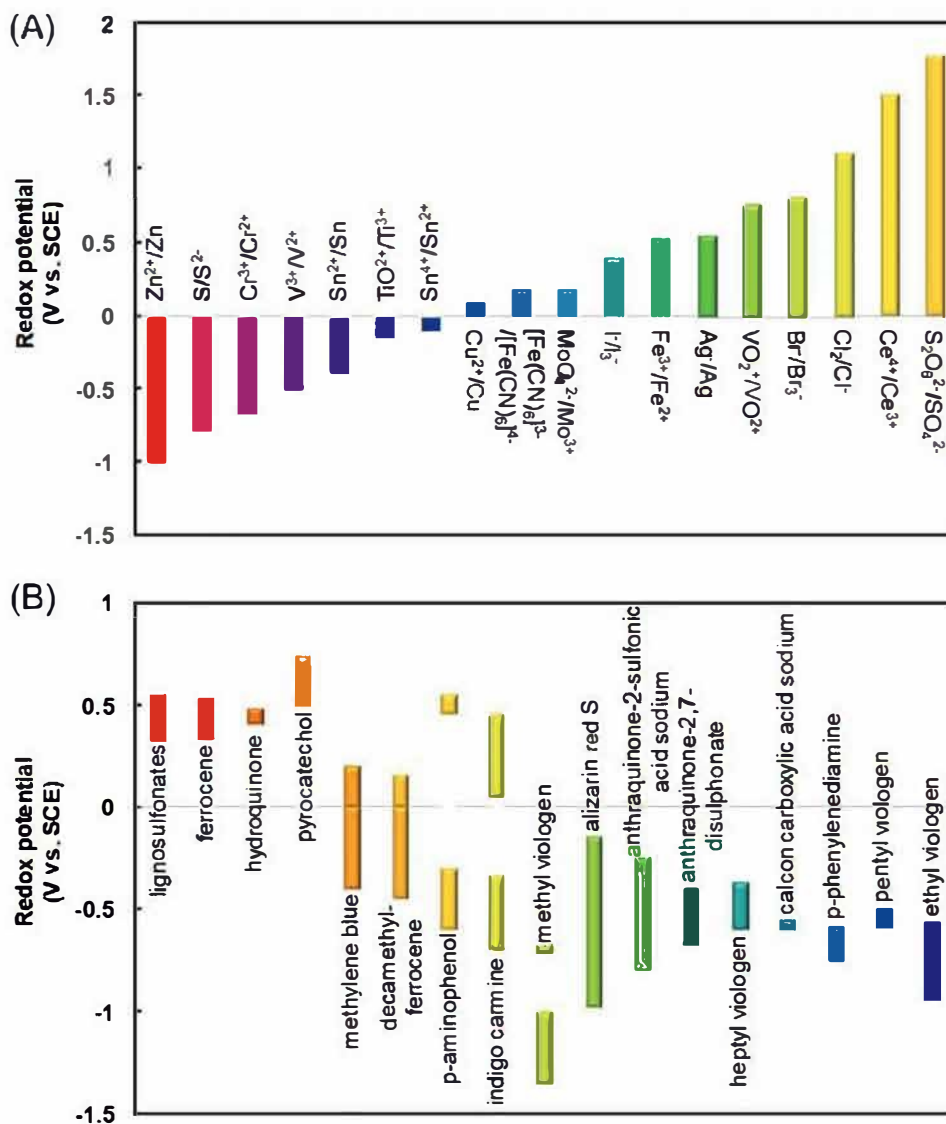 (A)
2
1.5
1
0.5
0
-0.5
-1
-1.5
Redox potential
(V vs. SCE)
Zn²⁺/Zn
S/S²⁻
Cr³⁺/Cr²⁺
V³⁺/V²⁺
Sn²⁺/Sn
TiO²⁺/Ti³⁺
Sn⁴⁺/Sn²⁺
Cu²⁺/Cu
[Fe(CN)₆]³⁻
/[Fe(CN)₆]⁴⁻
MoO₄²⁻/Mo³⁺
I⁻/I₃⁻
Fe³⁺/Fe²⁺
Ag⁻/Ag
VO₂⁺/VO²⁺
Br⁻/Br₃⁻
Cl₂/Cl⁻
Ce⁴⁺/Ce³⁺
S₂O₈²⁻/SO₄²⁻
(B)
1
0.5
0
-0.5
-1
-1.5
Redox potential
(V vs. SCE)
lignosulfonates
ferrocene
hydroquinone
pyrocatechol
methylene blue
decamethyl-
ferrocene
p-aminophenol
indigo carmine
methyl viologen
alizarin red S
anthraquinone-2-sulfonic
acid sodium
anthraquinone-2,7-
disulphonate
heptyl viologen
calcon carboxylic acid sodium
p-phenylenediamine
pentyl viologen
ethyl viologen